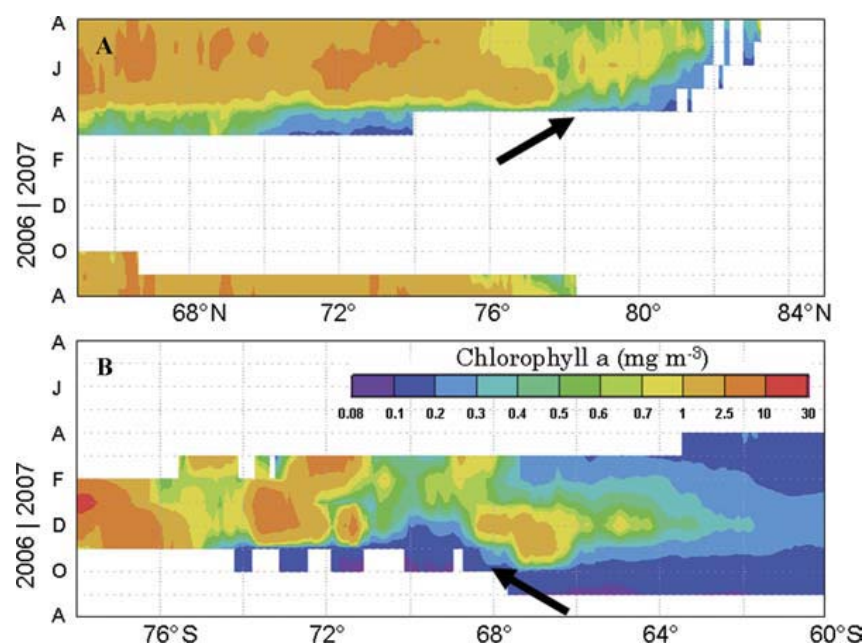 A
A
J
A
F
D
O
A
2006 | 2007
68°N 72° 76° 80° 84°N
B
Chlorophyll a (mg m-3)
0.08 0.1 0.2 0.3 0.4 0.5 0.6 0.7 1 2.5 10 30
A
J
A
F
D
O
A
2006 | 2007
76°S 72° 68° 64° 60°S